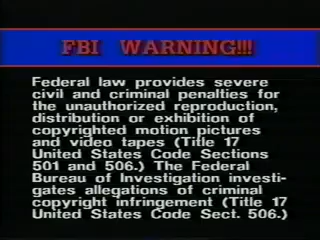 FBI WARNING!!!
Federal law provides severe
civil and criminal penalties for
the unauthorized reproduction,
distribution or exhibition of
copyrighted motion pictures
and video tapes (Title 17
United States Code Sections
501 and 506.) The Federal
Bureau of Investigation investi-
gates allegations of criminal
copyright infringement (Title 17
United States Code Sect. 506.)